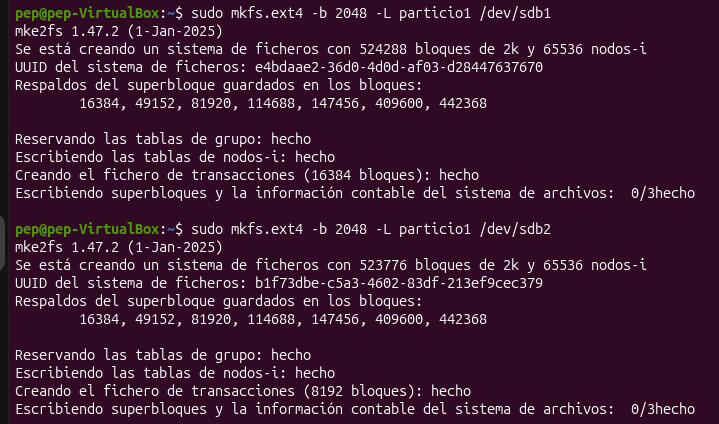 pep@pep-VirtualBox:~$ sudo mkfs.ext4 -b 2048 -L particio1 /dev/sdb1
mke2fs 1.47.2 (1-Jan-2025)
Se está creando un sistema de ficheros con 524288 bloques de 2k y 65536 nodos-i
UUID del sistema de ficheros: e4bdaae2-36d0-4d0d-af03-d28447637670
Respaldos del superbloque guardados en los bloques:
        16384, 49152, 81920, 114688, 147456, 409600, 442368

Reservando las tablas de grupo: hecho
Escribiendo las tablas de nodos-i: hecho
Creando el fichero de transacciones (16384 bloques): hecho
Escribiendo superbloques y la información contable del sistema de archivos:  0/3hecho

pep@pep-VirtualBox:~$ sudo mkfs.ext4 -b 2048 -L particio1 /dev/sdb2
mke2fs 1.47.2 (1-Jan-2025)
Se está creando un sistema de ficheros con 523776 bloques de 2k y 65536 nodos-i
UUID del sistema de ficheros: b1f73dbe-c5a3-4602-83df-213ef9cec379
Respaldos del superbloque guardados en los bloques:
        16384, 49152, 81920, 114688, 147456, 409600, 442368

Reservando las tablas de grupo: hecho
Escribiendo las tablas de nodos-i: hecho
Creando el fichero de transacciones (8192 bloques): hecho
Escribiendo superbloques y la información contable del sistema de archivos:  0/3hecho